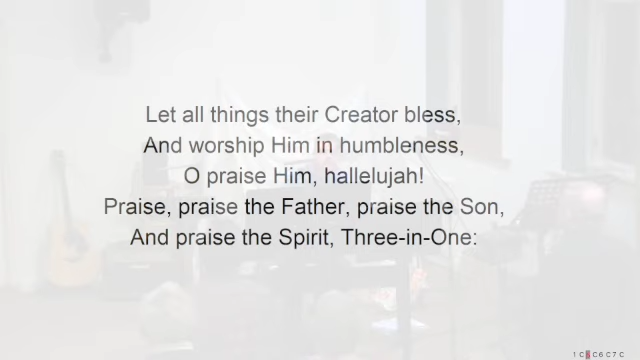 Let all things their Creator bless,
And worship Him in humbleness,
O praise Him, hallelujah!
Praise, praise the Father, praise the Son,
And praise the Spirit, Three-in-One: